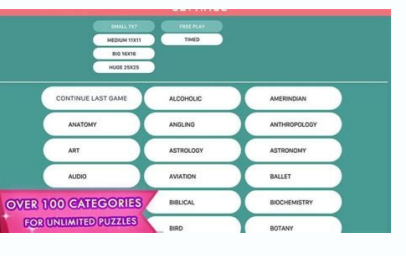 SMALL 7X7 FREE PLAY
MEDIUM 11X11 TIMED
BIG 16X16
HUGE 25X25
CONTINUE LAST GAME ALCOHOLIC AMERINDIAN
ANATOMY ANGLING ANTHROPOLOGY
ART ASTROLOGY ASTRONOMY
AUDIO AVIATION BALLET
BIBLICAL BIOCHEMISTRY
BIRD BOTANY
OVER 100 CATEGORIES
FOR UNLIMITED PUZZLES